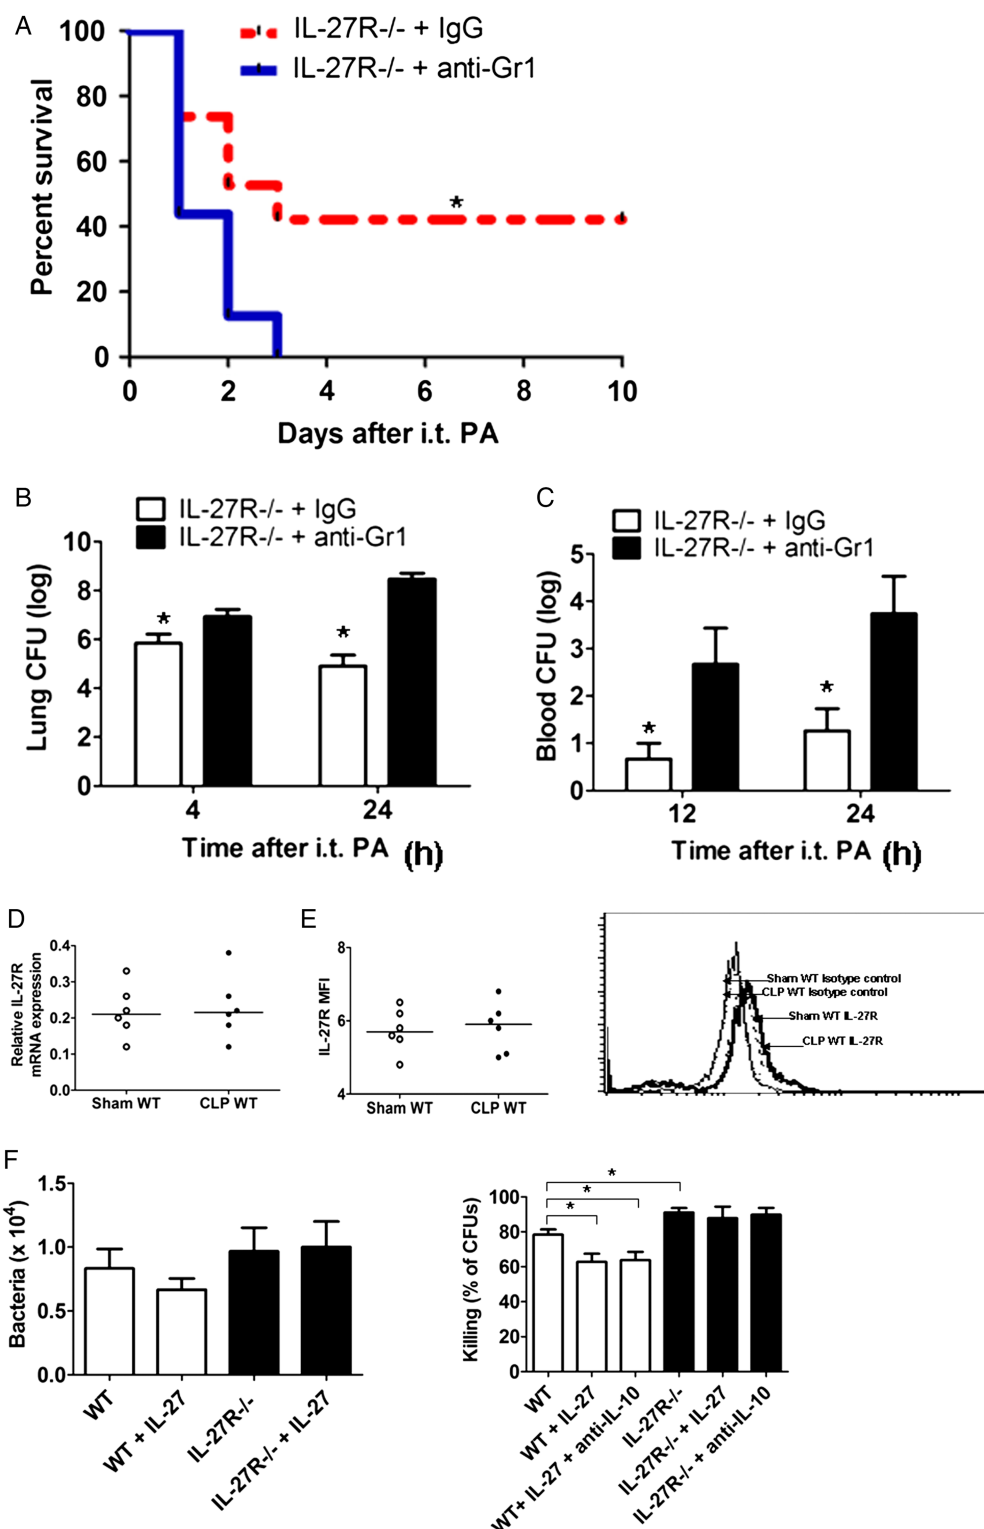 A
IL-27R-/- + IgG
IL-27R-/- + anti-Gr1
Percent survival
100
80
60
40
20
0
*
0 2 4 6 8 10
Days after i.t. PA
B
IL-27R-/- + IgG
IL-27R-/- + anti-Gr1
Lung CFU (log)
10
8
6
4
2
0
* *
4 24
Time after i.t. PA (h)
C
IL-27R-/- + IgG
IL-27R-/- + anti-Gr1
Blood CFU (log)
5
4
3
2
1
0
* *
12 24
Time after i.t. PA (h)
D
Relative IL-27R
mRNA expression
0.4
0.3
0.2
0.1
0.0
Sham WT CLP WT
E
IL-27R MFI
8
6
4
Sham WT CLP WT
Sham WT Isotype control
CLP WT Isotype control
Sham WT IL-27R
CLP WT IL-27R
F
Bacteria (x 10⁴)
1.5
1.0
0.5
0.0
WT
WT + IL-27
IL-27R-/-
IL-27R-/- + IL-27
Killing (% of CFUs)
100
80
60
40
20
0
*
*
*
WT
WT + IL-27
WT+ IL-27 + anti-IL-10
IL-27R-/-
IL-27R-/- + IL-27
IL-27R-/- + anti-IL-10